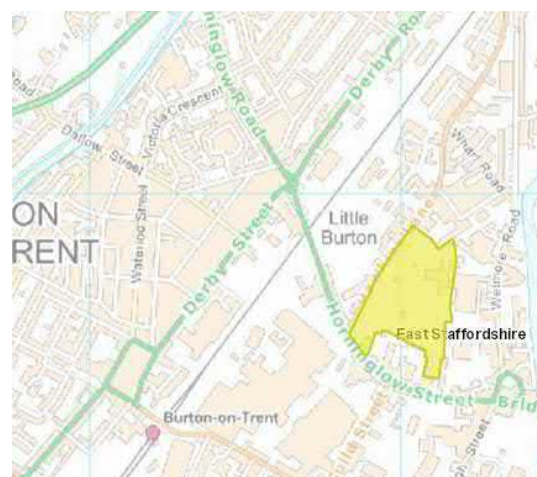 Horninglow Road
Derby Road
Road
Victoria Crescent
Dallow Street
Wharf Road
ON
RENT
Waterloo Street
Little
Burton
Derby Street
Wetmore Road
East Staffordshire
Horninglow Street
Burton-on-Trent
Street